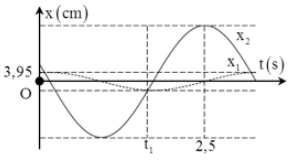 x(cm)
x₂
3,95
x₁
t(s)
O
t₁
2,5